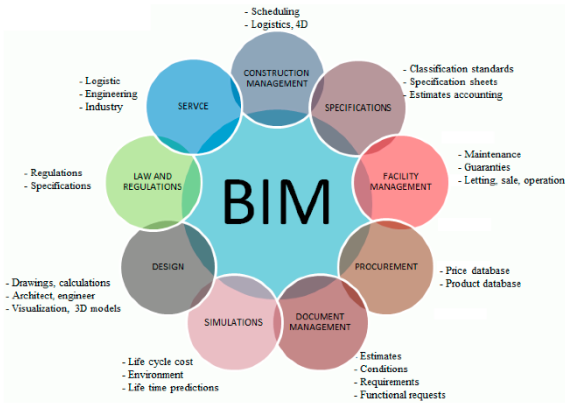 - Scheduling
- Logistics, 4D
CONSTRUCTION
MANAGEMENT
- Classification standards
- Specification sheets
- Estimates accounting
SPECIFICATIONS
- Maintenance
- Guaranties
- Letting, sale, operation
FACILITY
MANAGEMENT
- Price database
- Product database
PROCUREMENT
- Estimates
- Conditions
- Requirements
- Functional requests
DOCUMENT
MANAGEMENT
- Life cycle cost
- Environment
- Life time predictions
SIMULATIONS
- Drawings, calculations
- Architect, engineer
- Visualization, 3D models
DESIGN
- Regulations
- Specifications
LAW AND
REGULATIONS
- Logistic
- Engineering
- Industry
SERVCE
BIM